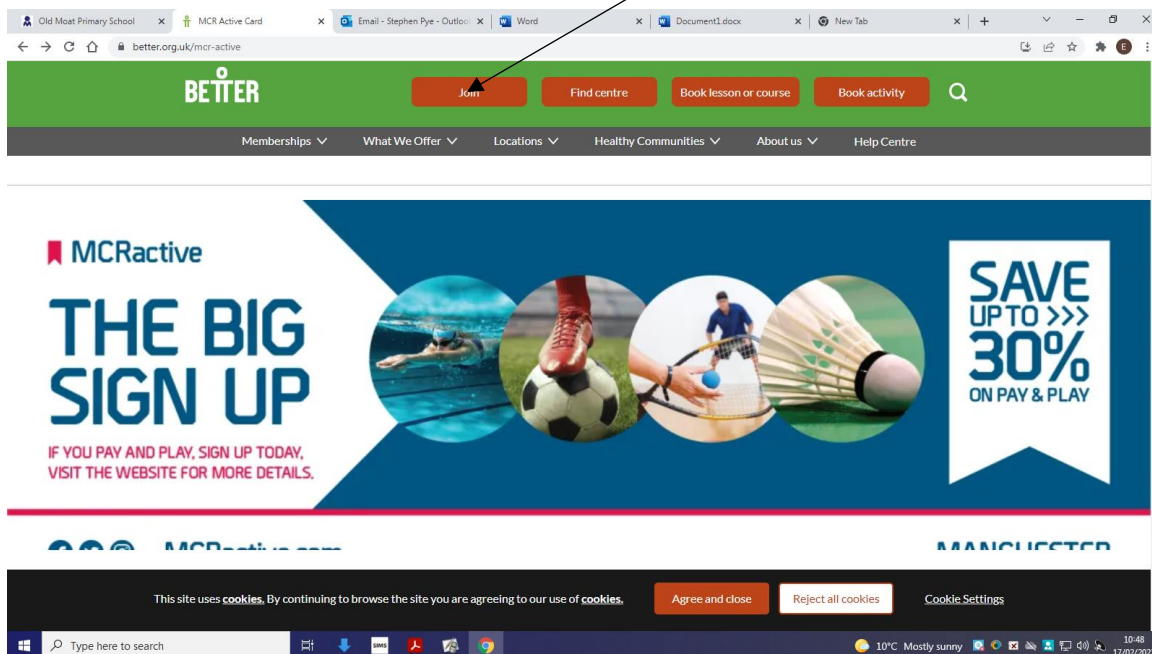 Old Moat Primary School
MCR Active Card
Email - Stephen Pye - Outloo
Word
Document1.docx
New Tab
better.org.uk/mcr-active
E
BETTER
Join
Find centre
Book lesson or course
Book activity
Memberships
What We Offer
Locations
Healthy Communities
About us
Help Centre
MCRactive
THE BIG
SIGN UP
IF YOU PAY AND PLAY, SIGN UP TODAY,
VISIT THE WEBSITE FOR MORE DETAILS.
SAVE
UP TO >>>
30%
ON PAY & PLAY
MCRactive.com
MANCHESTER
This site uses cookies. By continuing to browse the site you are agreeing to our use of cookies.
Agree and close
Reject all cookies
Cookie Settings
Type here to search
SIMS
10°C Mostly sunny
10:48